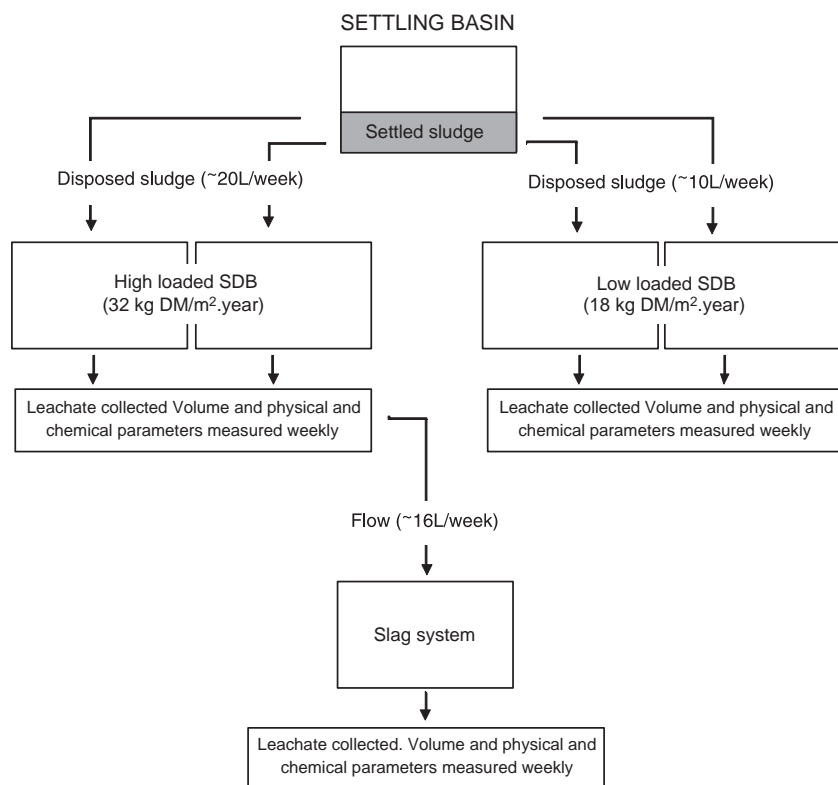 SETTLING BASIN
Settled sludge
Disposed sludge (~20L/week)
Disposed sludge (~10L/week)
High loaded SDB
(32 kg DM/m².year)
Low loaded SDB
(18 kg DM/m².year)
Leachate collected Volume and physical and
chemical parameters measured weekly
Leachate collected Volume and physical and
chemical parameters measured weekly
Flow (~16L/week)
Slag system
Leachate collected. Volume and physical and
chemical parameters measured weekly